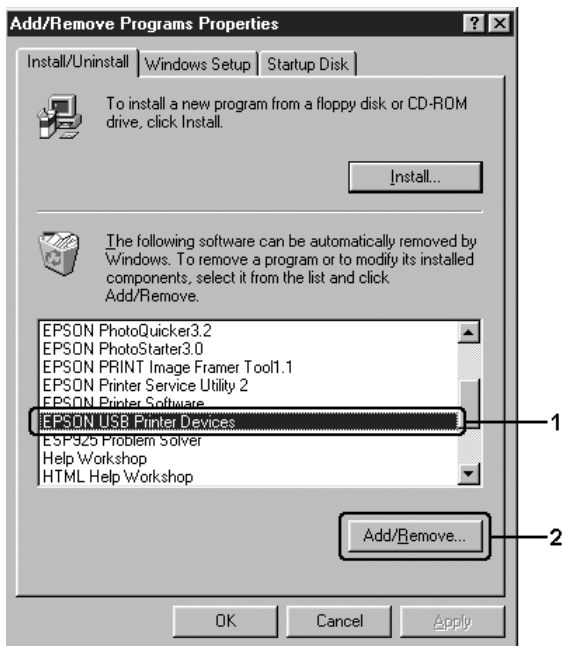 Add/Remove Programs Properties
Install/Uninstall Windows Setup Startup Disk
To install a new program from a floppy disk or CD-ROM
drive, click Install.
Install...
The following software can be automatically removed by
Windows. To remove a program or to modify its installed
components, select it from the list and click
Add/Remove.
EPSON PhotoQuicker3.2
EPSON PhotoStarter3.0
EPSON PRINT Image Framer Tool1.1
EPSON Printer Service Utility 2
EPSON Printer Software
EPSON USB Printer Devices
1
ESP925 Problem Solver
Help Workshop
HTML Help Workshop
Add/Remove...
2
OK Cancel Apply